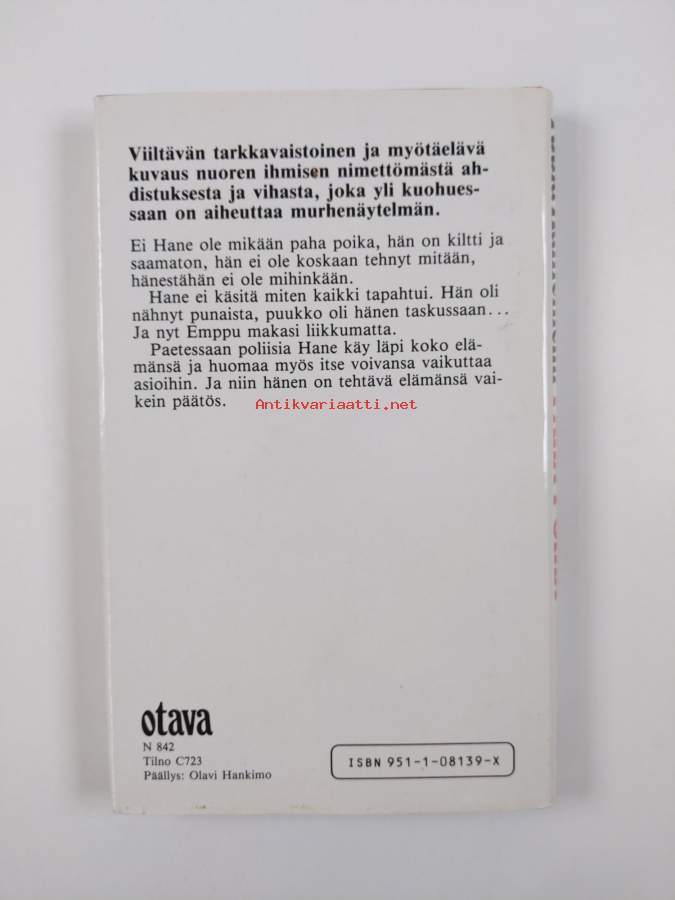 Viiltävän tarkkavaistoinen ja myötäelävä
kuvaus nuoren ihmisen nimettömästä ah-
distuksesta ja vihasta, joka yli kuohues-
saan on aiheuttaa murhenäytelmän.
Ei Hane ole mikään paha poika, hän on kiltti ja
saamaton, hän ei ole koskaan tehnyt mitään,
hänestähän ei ole mihinkään.
Hane ei käsitä miten kaikki tapahtui. Hän oli
nähnyt punaista, puukko oli hänen taskussaan...
Ja nyt Emppu makasi liikkumatta.
Paetessaan poliisia Hane käy läpi koko elä-
mänsä ja huomaa myös itse voivansa vaikuttaa
asioihin. Ja niin hänen on tehtävä elämänsä vai-
kein päätös.
Antikvariaatti.net
otava
N 842
Tilno C723
Päällys: Olavi Hankimo
ISBN 951-1-08139-X